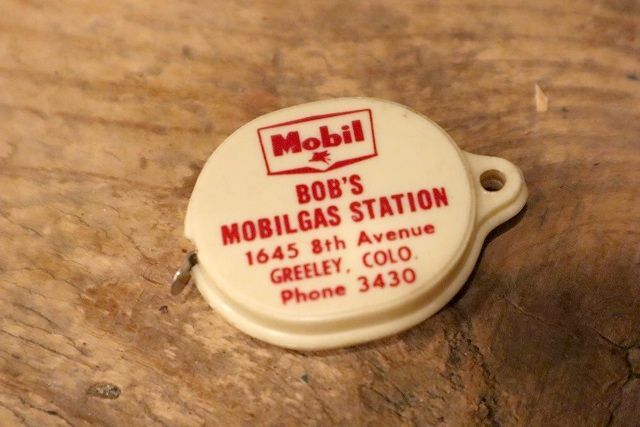 Mobil
BOB'S
MOBILGAS STATION
1645 8th Avenue
GREELEY, COLO.
Phone 3430